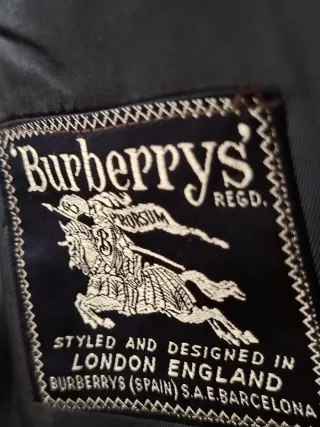 'Burberrys'
REGD.
PRORSUM
B
STYLED AND DESIGNED IN
LONDON ENGLAND
BURBERRYS (SPAIN) S.A.E. BARCELONA